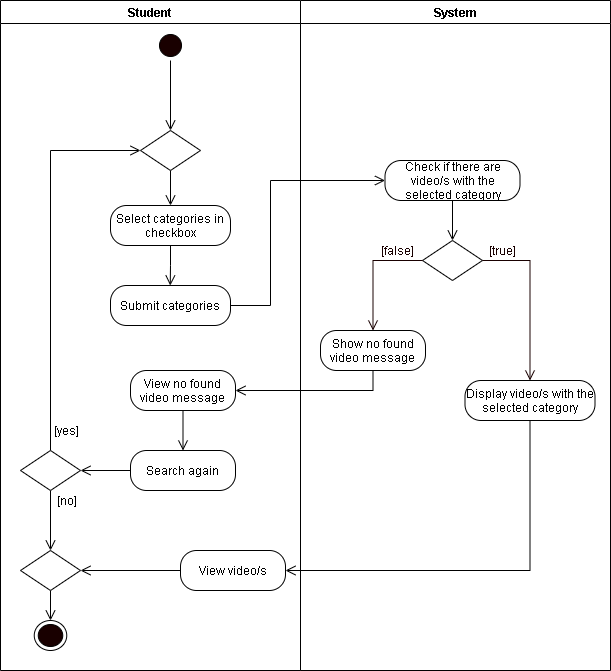 Student
System
Check if there are
video/s with the
selected category
Select categories in
checkbox
[false]
[true]
Submit categories
Show no found
video message
View no found
video message
Display video/s with the
selected category
[yes]
Search again
[no]
View video/s